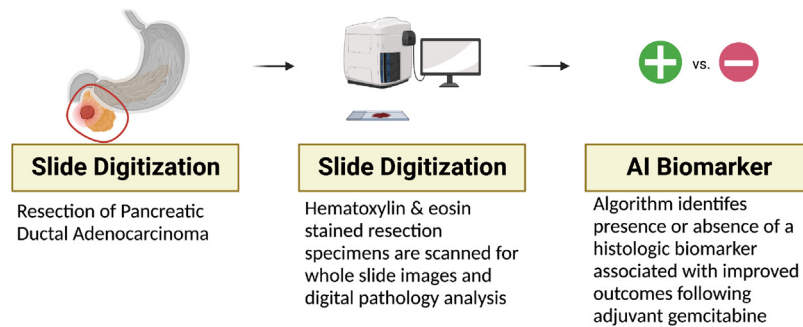 vs.
Slide Digitization
Resection of Pancreatic
Ductal Adenocarcinoma
Slide Digitization
Hematoxylin & eosin
stained resection
specimens are scanned for
whole slide images and
digital pathology analysis
AI Biomarker
Algorithm identifes
presence or absence of a
histologic biomarker
associated with improved
outcomes following
adjuvant gemcitabine